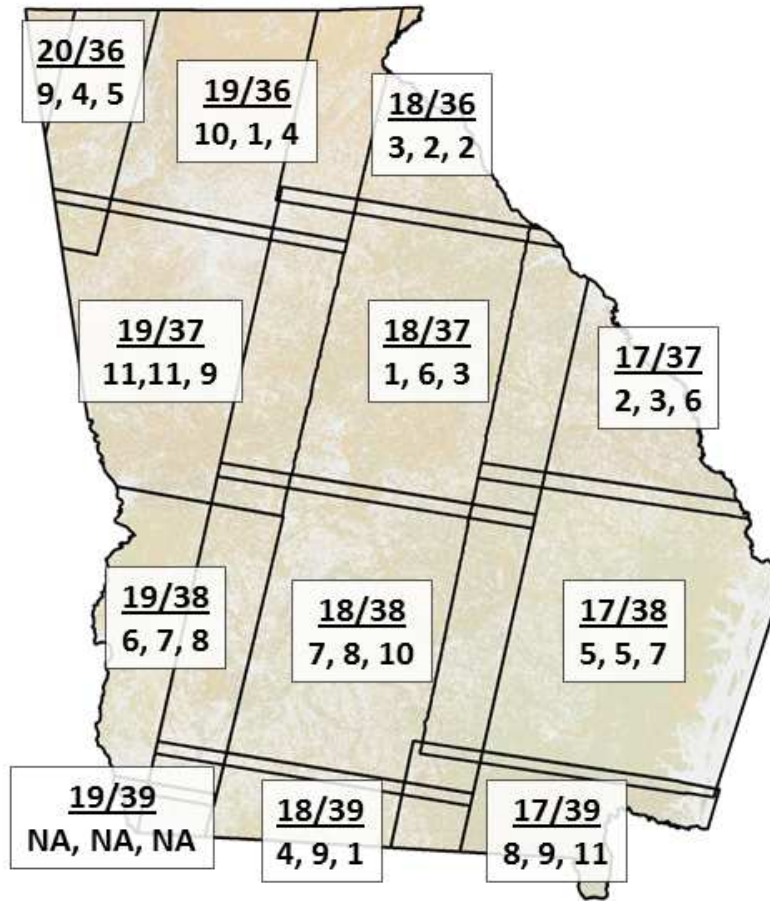 20/36
9, 4, 5
19/36
10, 1, 4
18/36
3, 2, 2
19/37
11,11, 9
18/37
1, 6, 3
17/37
2, 3, 6
19/38
6, 7, 8
18/38
7, 8, 10
17/38
5, 5, 7
19/39
NA, NA, NA
18/39
4, 9, 1
17/39
8, 9, 11